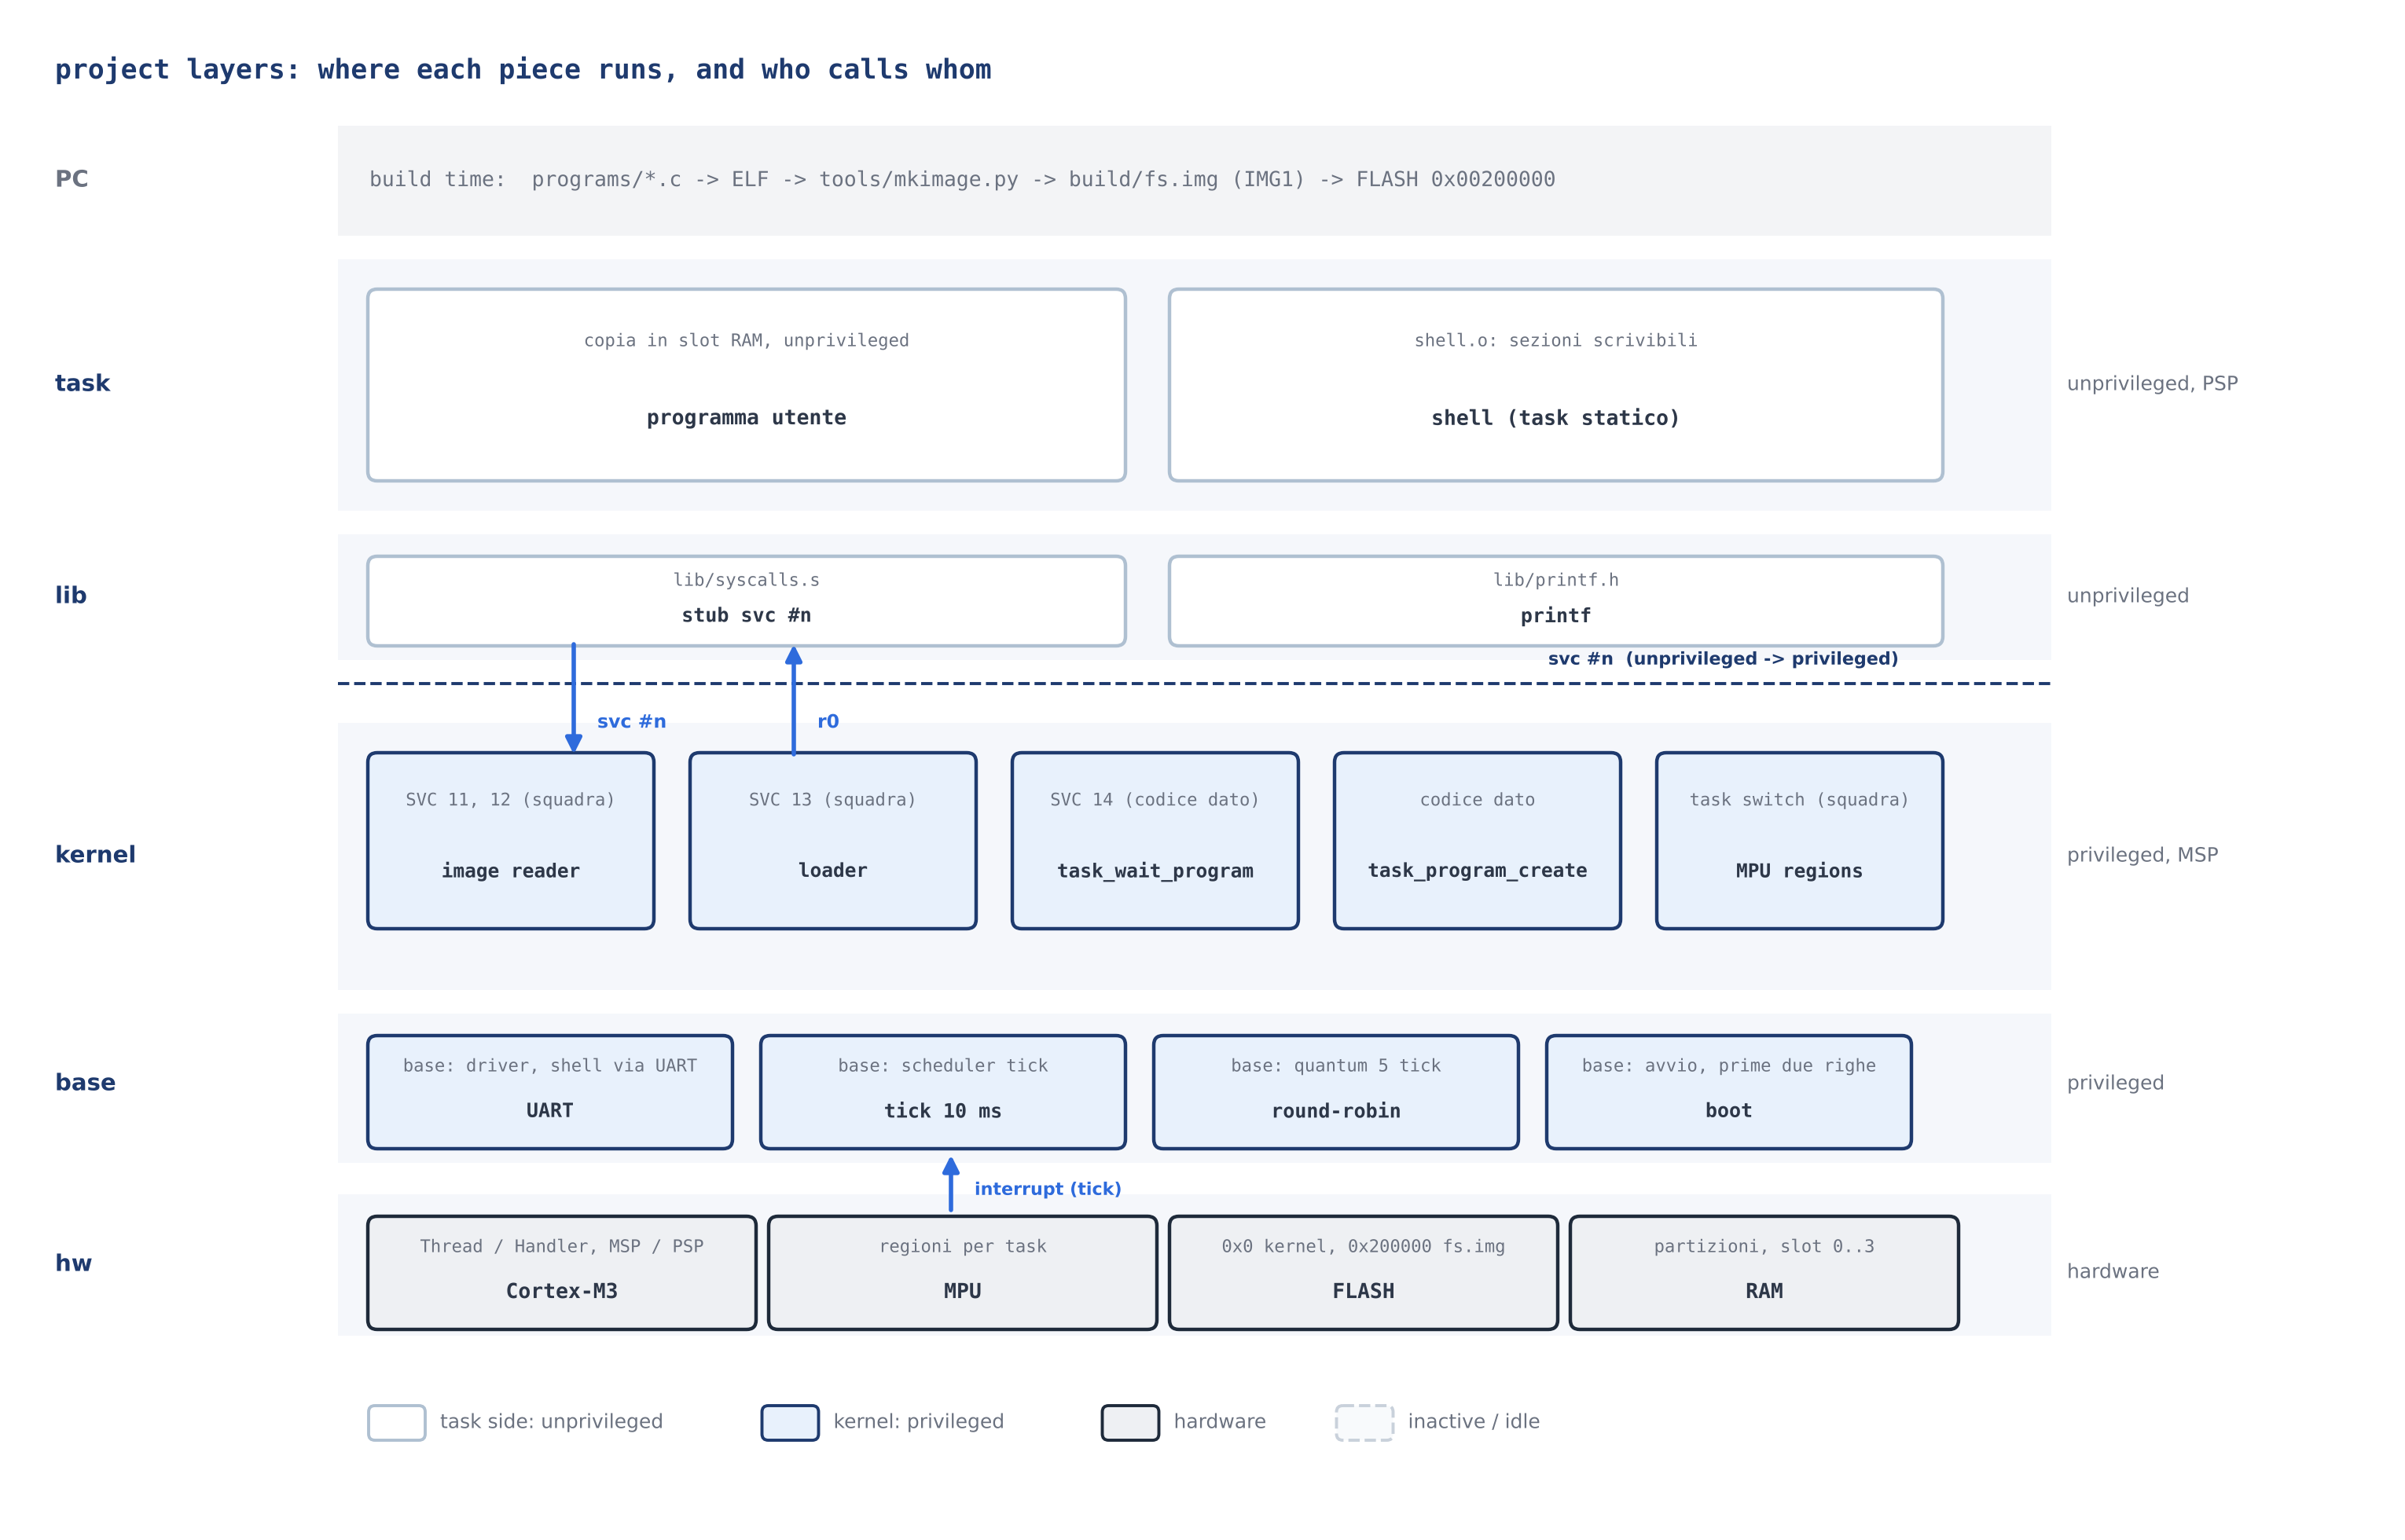 project layers: where each piece runs, and who calls whom
PC
build time:  programs/*.c -> ELF -> tools/mkimage.py -> build/fs.img (IMG1) -> FLASH 0x00200000
task
copia in slot RAM, unprivileged
programma utente
shell.o: sezioni scrivibili
shell (task statico)
unprivileged, PSP
lib
lib/syscalls.s
stub svc #n
lib/printf.h
printf
unprivileged
svc #n  (unprivileged -> privileged)
svc #n
r0
kernel
SVC 11, 12 (squadra)
image reader
SVC 13 (squadra)
loader
SVC 14 (codice dato)
task_wait_program
codice dato
task_program_create
task switch (squadra)
MPU regions
privileged, MSP
base
base: driver, shell via UART
UART
base: scheduler tick
tick 10 ms
base: quantum 5 tick
round-robin
base: avvio, prime due righe
boot
privileged
interrupt (tick)
hw
Thread / Handler, MSP / PSP
Cortex-M3
regioni per task
MPU
0x0 kernel, 0x200000 fs.img
FLASH
partizioni, slot 0..3
RAM
hardware
task side: unprivileged
kernel: privileged
hardware
inactive / idle